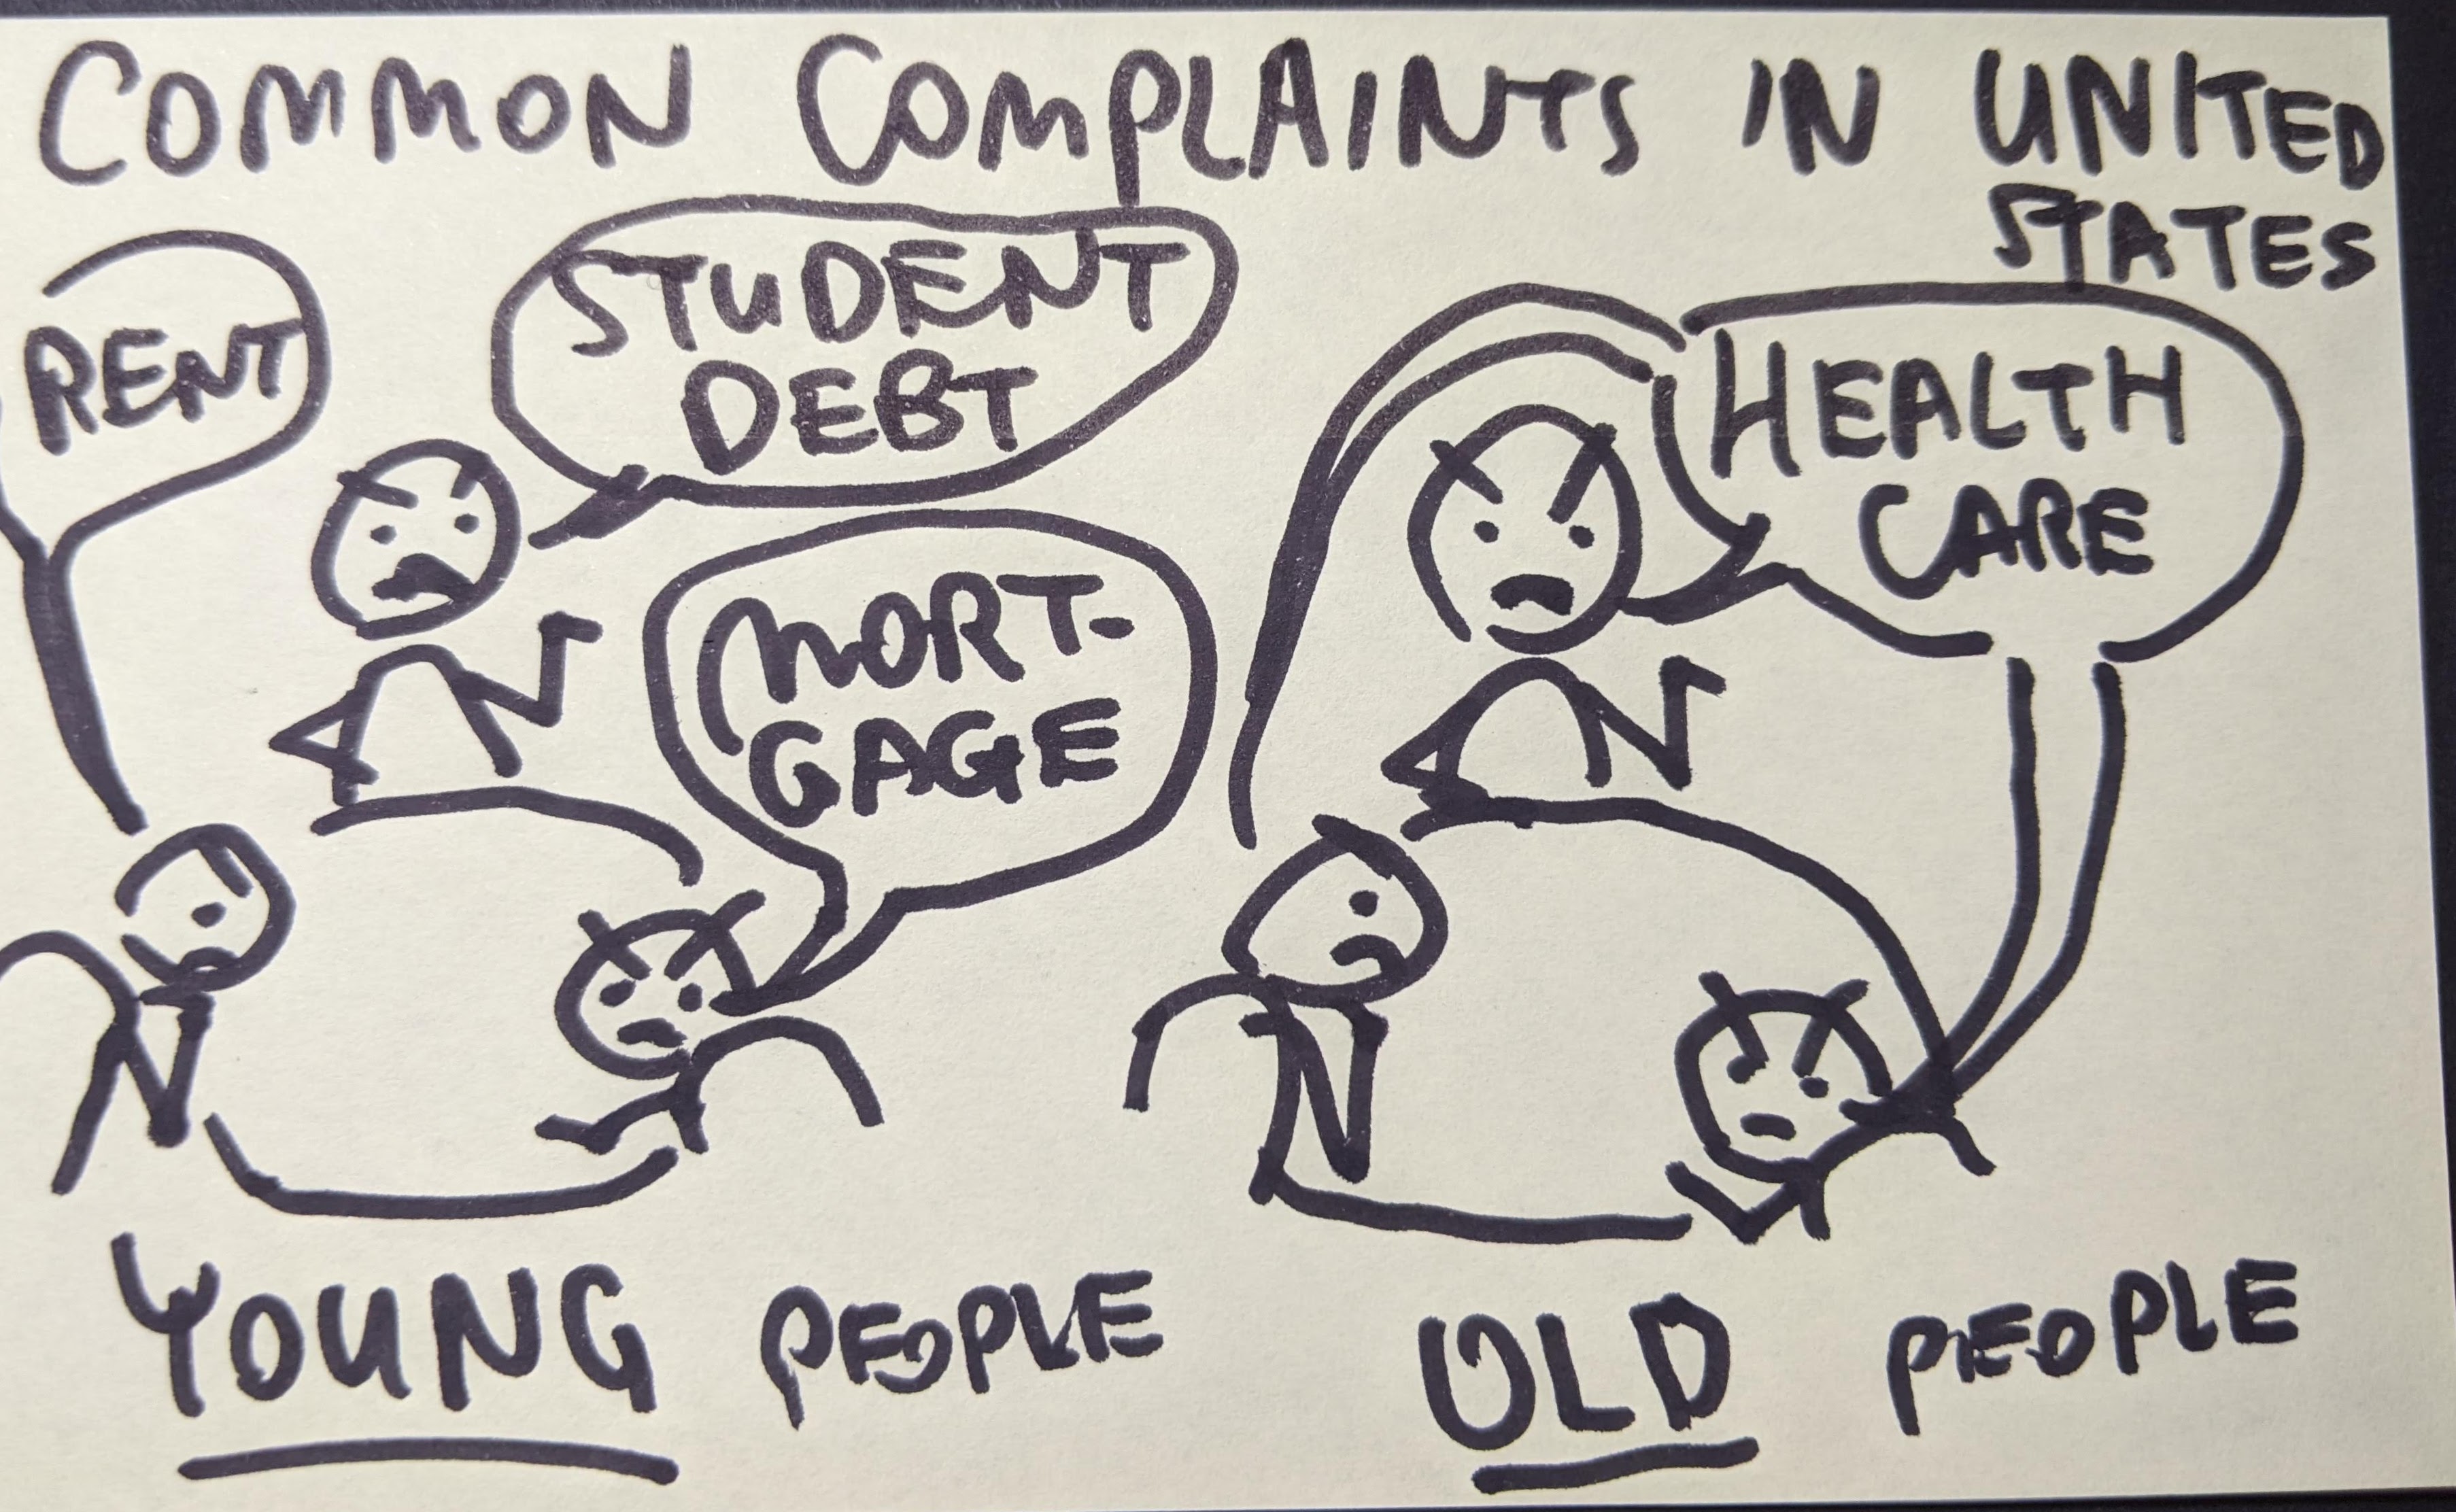 COMMON COMPLAINTS IN UNITED
STATES
RENT
STUDENT
DEBT
MORT-
GAGE
HEALTH
CARE
YOUNG PEOPLE
OLD PEOPLE